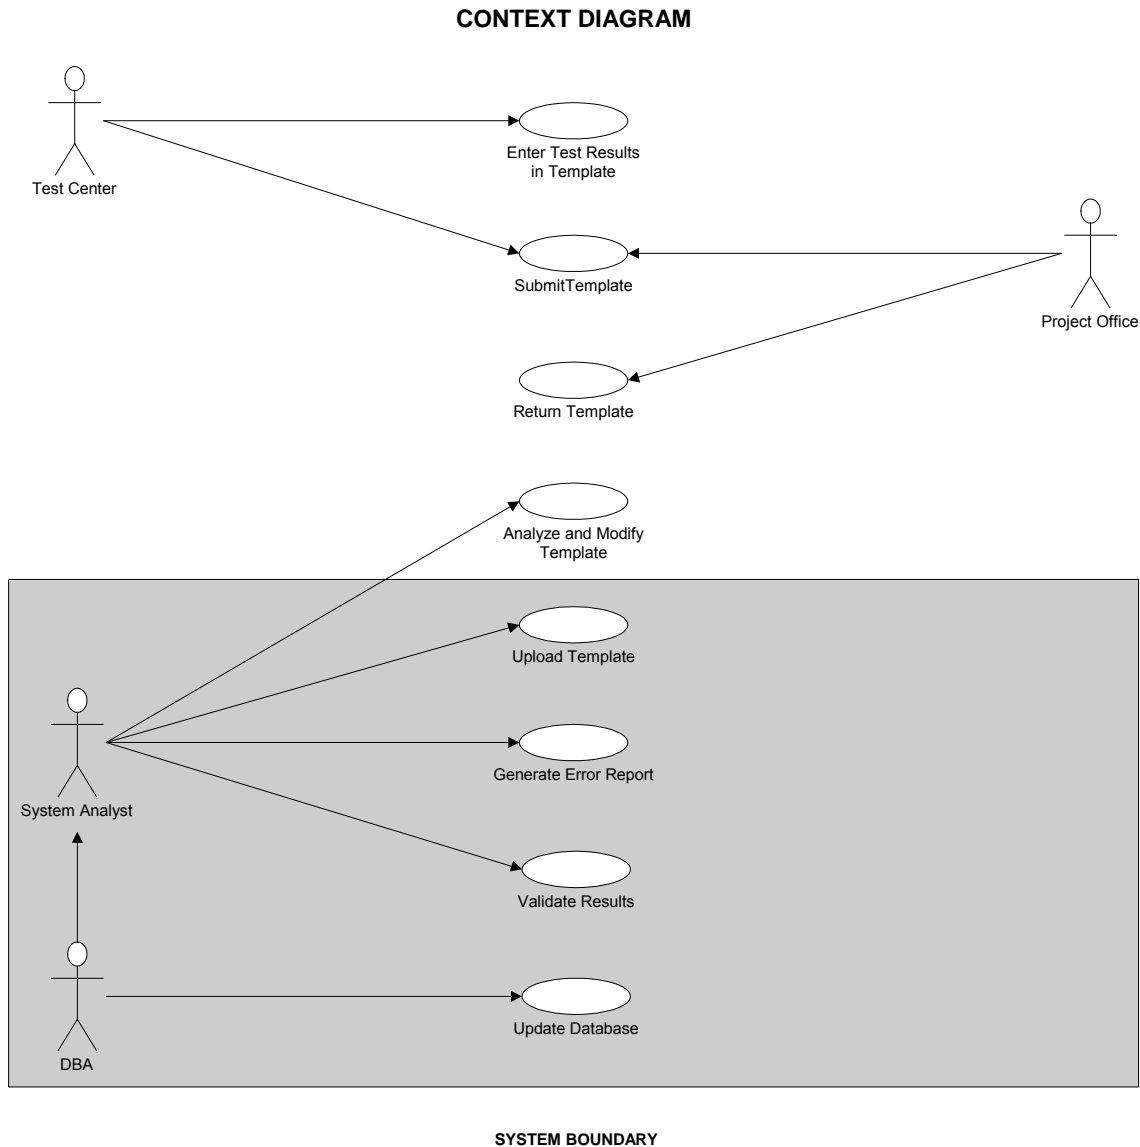 CONTEXT DIAGRAM
Test Center
Enter Test Results
in Template
SubmitTemplate
Project Office
Return Template
Analyze and Modify
Template
Upload Template
System Analyst
Generate Error Report
Validate Results
DBA
Update Database
SYSTEM BOUNDARY